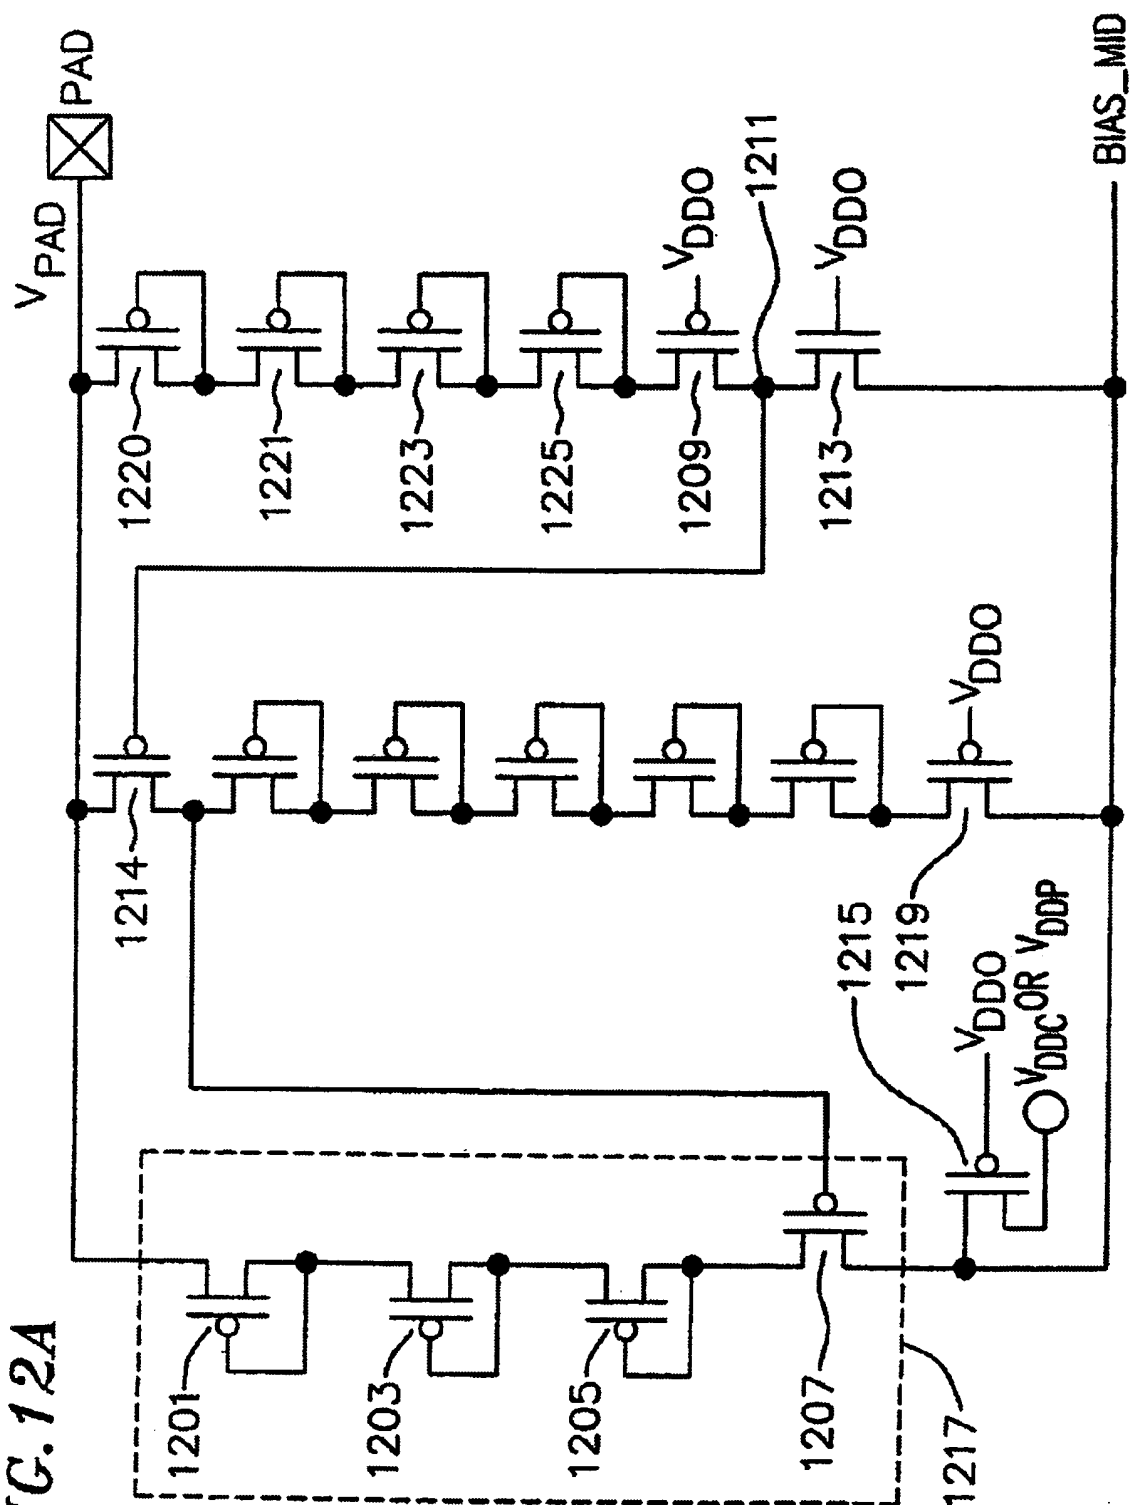 FIG. 12A
V_PAD
PAD
1220
1221
1223
1225
1209
V_DDO
1211
1213
V_DDO
1214
1219
V_DDO
1215
V_DDO
V_DDC OR V_DDP
1201
1203
1205
1207
1217
BIAS_MID